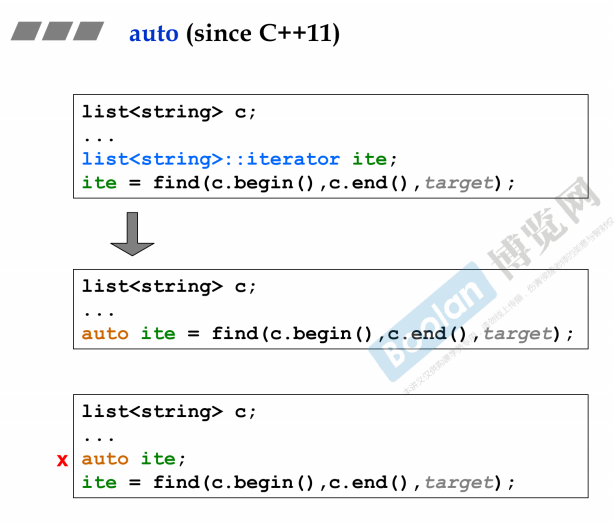 auto (since C++11)
list<string> c;
...
list<string>::iterator ite;
ite = find(c.begin(),c.end(),target);
list<string> c;
...
auto ite = find(c.begin(),c.end(),target);
list<string> c;
...
x auto ite;
ite = find(c.begin(),c.end(),target);
Boolan 博览网